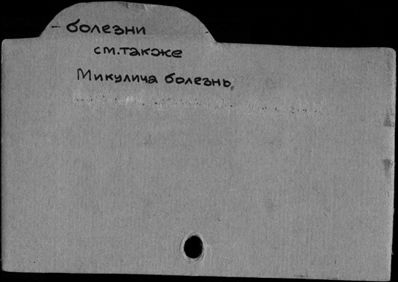 - болезни
см. также
Микулича болезнь,